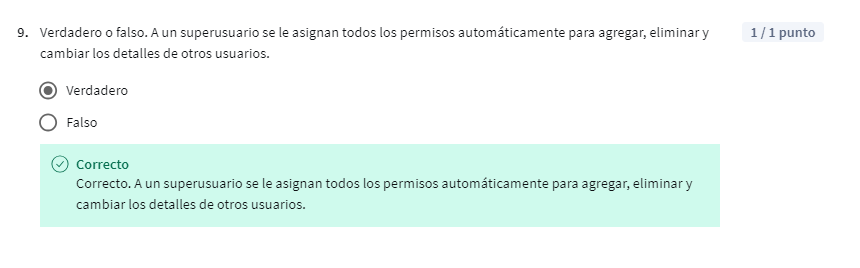 9. Verdadero o falso. A un superusuario se le asignan todos los permisos automáticamente para agregar, eliminar y
1 / 1 punto
cambiar los detalles de otros usuarios.
Verdadero
Falso
Correcto
Correcto. A un superusuario se le asignan todos los permisos automáticamente para agregar, eliminar y
cambiar los detalles de otros usuarios.